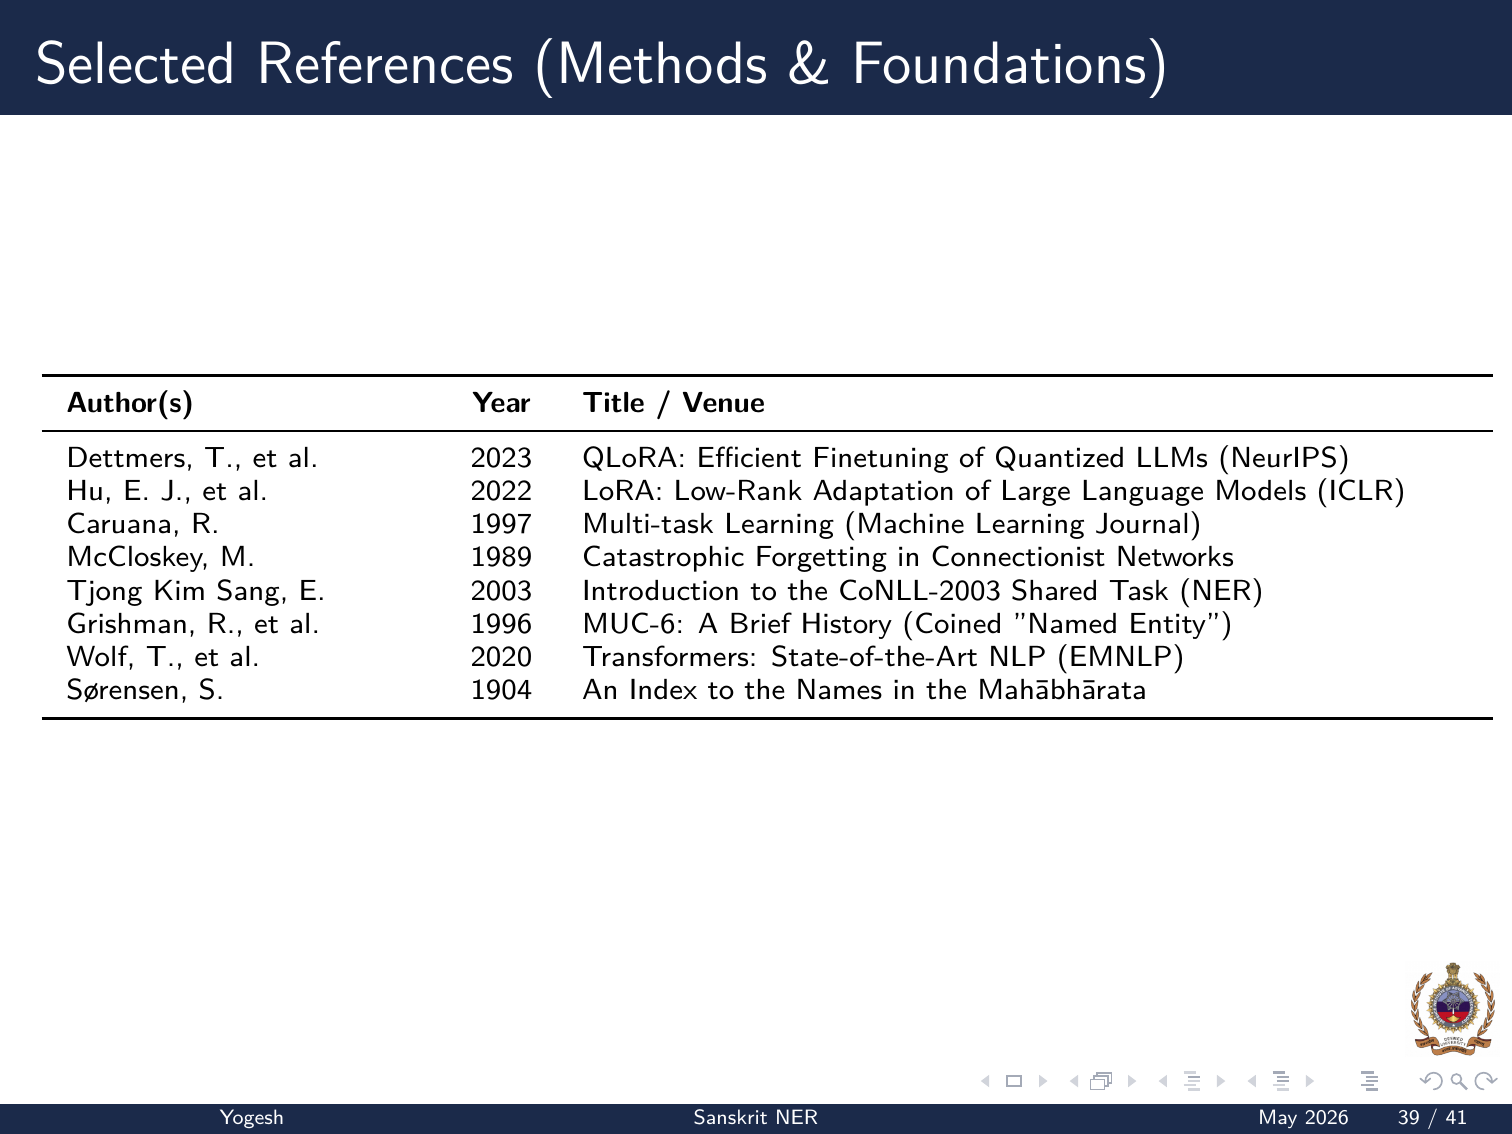 Selected References (Methods & Foundations)
Author(s) Year Title / Venue
Dettmers, T., et al. 2023 QLoRA: Efficient Finetuning of Quantized LLMs (NeurIPS)
Hu, E. J., et al. 2022 LoRA: Low-Rank Adaptation of Large Language Models (ICLR)
Caruana, R. 1997 Multi-task Learning (Machine Learning Journal)
McCloskey, M. 1989 Catastrophic Forgetting in Connectionist Networks
Tjong Kim Sang, E. 2003 Introduction to the CoNLL-2003 Shared Task (NER)
Grishman, R., et al. 1996 MUC-6: A Brief History (Coined ”Named Entity”)
Wolf, T., et al. 2020 Transformers: State-of-the-Art NLP (EMNLP)
Sørensen, S. 1904 An Index to the Names in the Mahābhārata
Yogesh Sanskrit NER May 2026 39 / 41